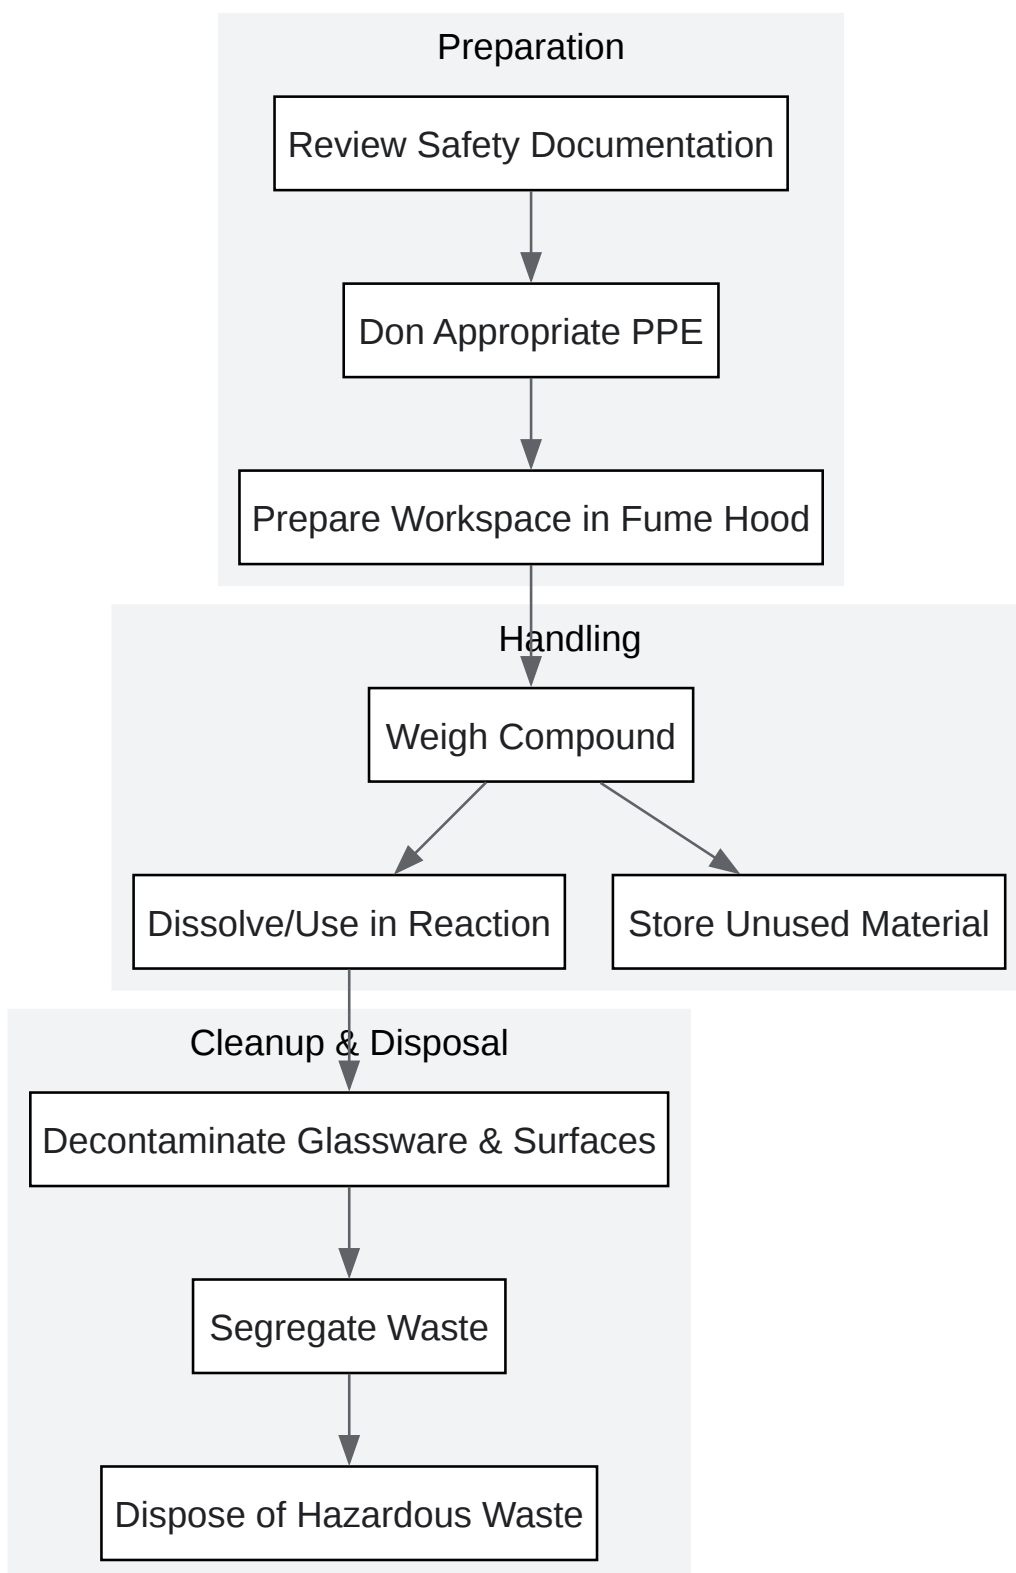 Preparation
Review Safety Documentation
Don Appropriate PPE
Prepare Workspace in Fume Hood
Handling
Weigh Compound
Dissolve/Use in Reaction
Store Unused Material
Cleanup & Disposal
Decontaminate Glassware & Surfaces
Segregate Waste
Dispose of Hazardous Waste